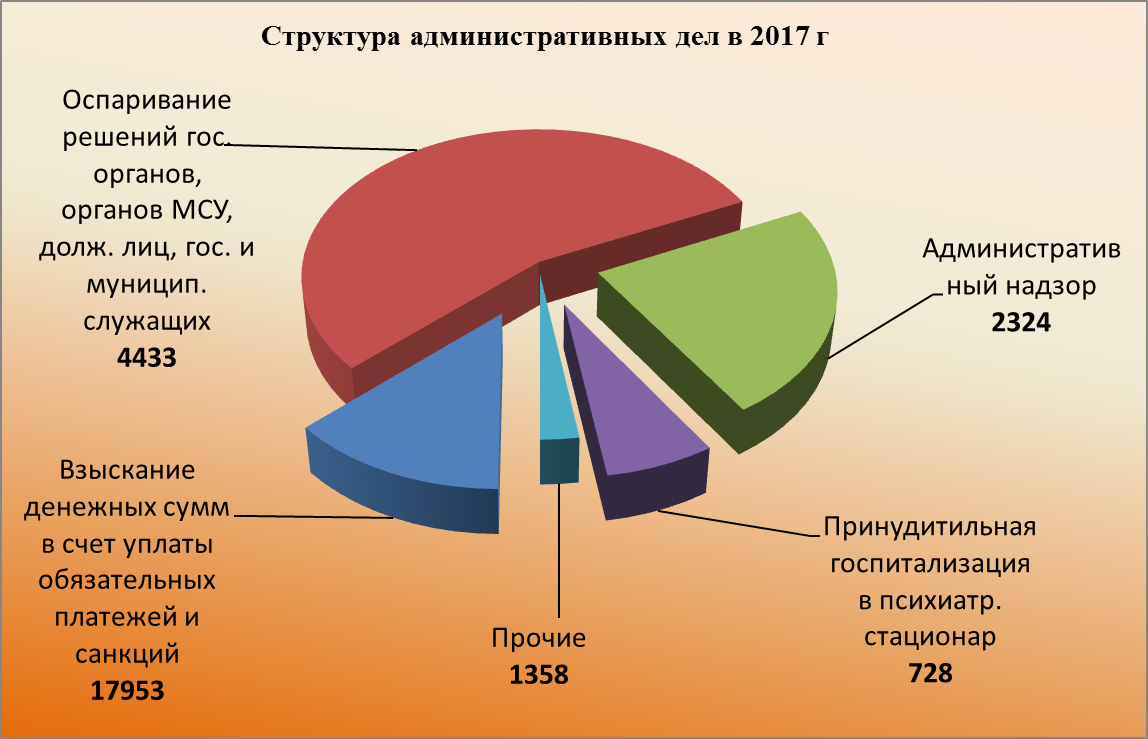 Структура административных дел в 2017 г
Оспаривание
решений гос.
органов,
органов МСУ,
долж. лиц, гос. и
муницип.
служащих
4433
Административ
ный надзор
2324
Взыскание
денежных сумм
в счет уплаты
обязательных
платежей и
санкций
17953
Прочие
1358
Принудитильная
госпитализация
в психиатр.
стационар
728